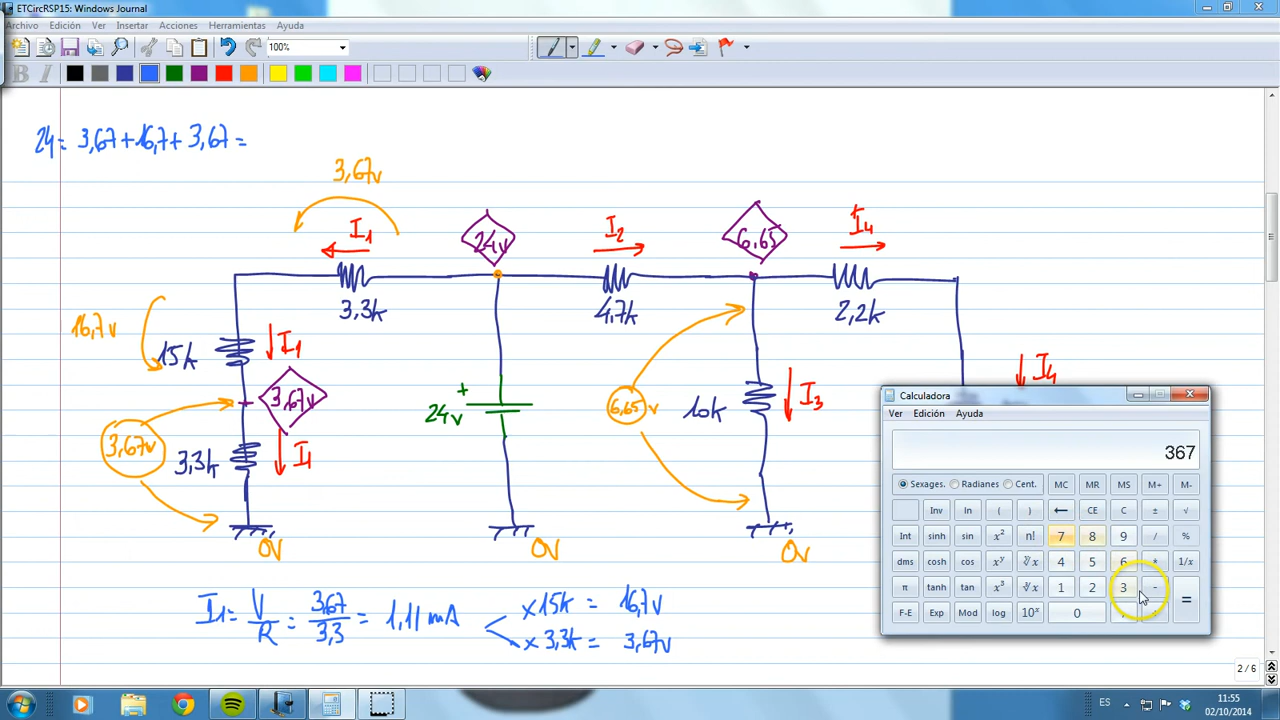 ETCircRSP15: Windows Journal
Archivo Edición Ver Insertar Acciones Herramientas Ayuda
100%
24 = 3,67 + 16,7 + 3,67 =
3,67v
I1
24v
I2
6,65
I4
3,3k
4,7k
2,2k
16,7v
15k
I1
3,67v
I4
24v
+
6,65v
10k
I3
3,67v
3,3k
I1
0V
0V
0V
I1 = V/R = 3,67/3,3 = 1,11 mA
x 15k = 16,7v
x 3,3k = 3,67v
Calculadora
Ver Edición Ayuda
367
Sexages. Radianes Cent. MC MR MS M+ M-
Inv ln ( ) ← CE C ± √
Int sinh sin x² n! 7 8 9 / %
dms cosh cos xʸ ʸ√x 4 5 6 * 1/x
π tanh tan x³ ³√x 1 2 3 - =
F-E Exp Mod log 10ˣ 0 ,
2 / 6
ES
11:55
02/10/2014